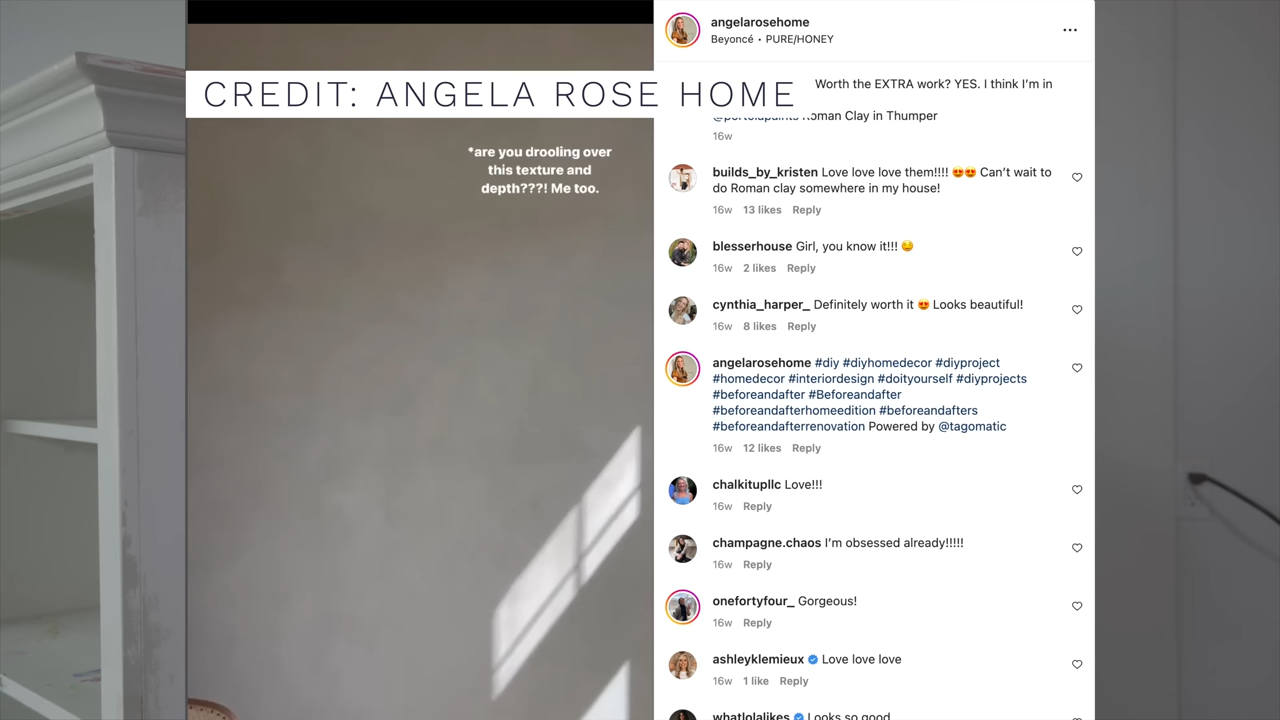 angelarosehome
Beyoncé • PURE/HONEY
CREDIT: ANGELA ROSE HOME
Worth the EXTRA work? YES. I think I'm in
@portolapaints Roman Clay in Thumper
16w
*are you drooling over
this texture and
depth???! Me too.
builds_by_kristen Love love love them!!!! 😍😍 Can't wait to
do Roman clay somewhere in my house!
16w 13 likes Reply
blesserhouse Girl, you know it!!! 😊
16w 2 likes Reply
cynthia_harper_ Definitely worth it 😍 Looks beautiful!
16w 8 likes Reply
angelarosehome #diy #diyhomedecor #diyproject
#homedecor #interiordesign #doityourself #diyprojects
#beforeandafter #Beforeandafter
#beforeandafterhomeedition #beforeandafters
#beforeandafterrenovation Powered by @tagomatic
16w 12 likes Reply
chalkitupllc Love!!!
16w Reply
champagne.chaos I'm obsessed already!!!!!
16w Reply
onefortyfour_ Gorgeous!
16w Reply
ashleyklemieux Love love love
16w 1 like Reply
whatlolalikes Looks so good